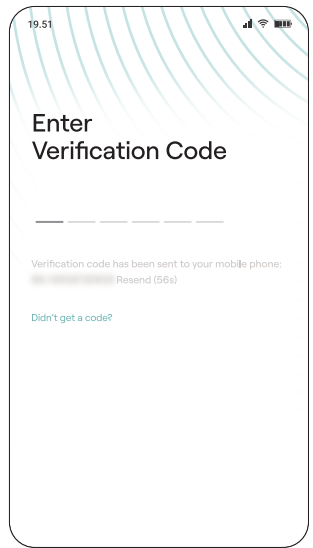 19.51
Enter
Verification Code
Verification code has been sent to your mobile phone:
Resend (56s)
Didn't get a code?